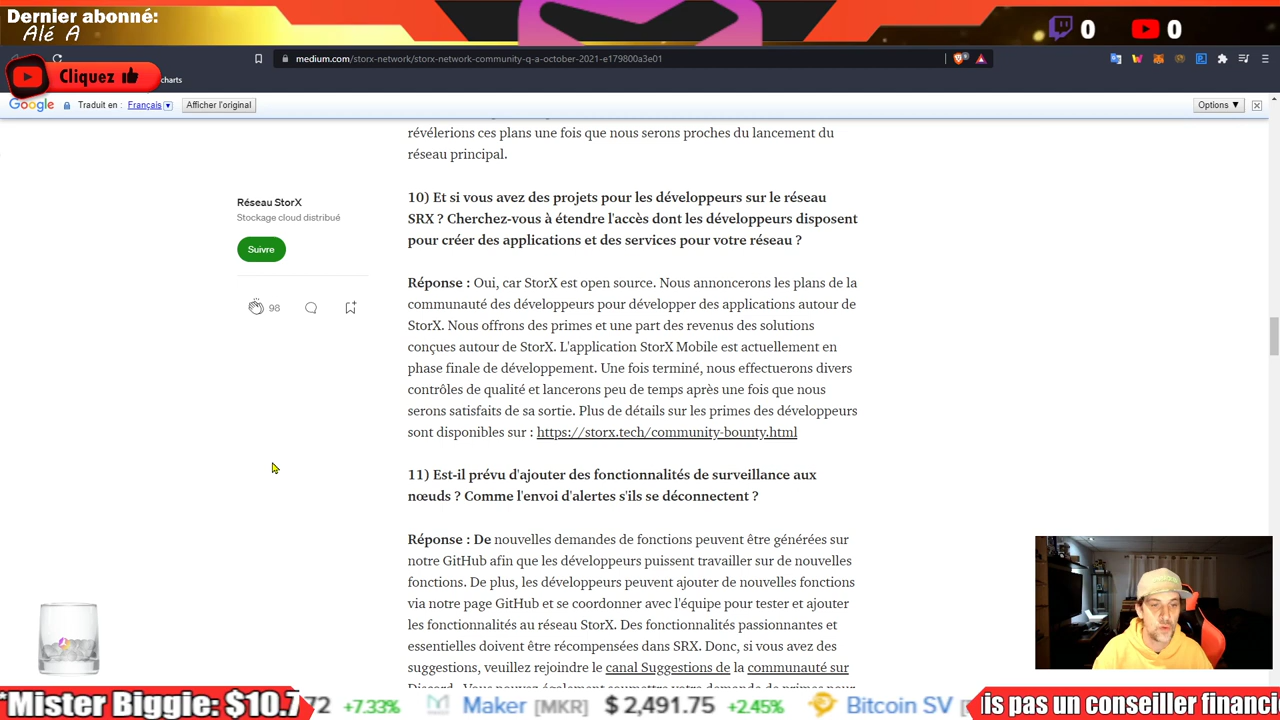 Dernier abonné:
Alé A
0
0
Cliquez
charts
medium.com/storx-network/storx-network-community-q-a-october-2021-e179800a3e01
Google Traduit en : Français Afficher l'original Options ▼
révélerions ces plans une fois que nous serons proches du lancement du
réseau principal.
Réseau StorX
Stockage cloud distribué
Suivre
98
10) Et si vous avez des projets pour les développeurs sur le réseau
SRX ? Cherchez-vous à étendre l'accès dont les développeurs disposent
pour créer des applications et des services pour votre réseau ?
Réponse : Oui, car StorX est open source. Nous annoncerons les plans de la
communauté des développeurs pour développer des applications autour de
StorX. Nous offrons des primes et une part des revenus des solutions
conçues autour de StorX. L'application StorX Mobile est actuellement en
phase finale de développement. Une fois terminé, nous effectuerons divers
contrôles de qualité et lancerons peu de temps après une fois que nous
serons satisfaits de sa sortie. Plus de détails sur les primes des développeurs
sont disponibles sur : https://storx.tech/community-bounty.html
11) Est-il prévu d'ajouter des fonctionnalités de surveillance aux
nœuds ? Comme l'envoi d'alertes s'ils se déconnectent ?
Réponse : De nouvelles demandes de fonctions peuvent être générées sur
notre GitHub afin que les développeurs puissent travailler sur de nouvelles
fonctions. De plus, les développeurs peuvent ajouter de nouvelles fonctions
via notre page GitHub et se coordonner avec l'équipe pour tester et ajouter
les fonctionnalités au réseau StorX. Des fonctionnalités passionnantes et
essentielles doivent être récompensées dans SRX. Donc, si vous avez des
suggestions, veuillez rejoindre le canal Suggestions de la communauté sur
*Mister Biggie: $10.7
72 +7.33% Maker [MKR] $ 2,491.75 +2.45% Bitcoin SV
is pas un conseiller financi